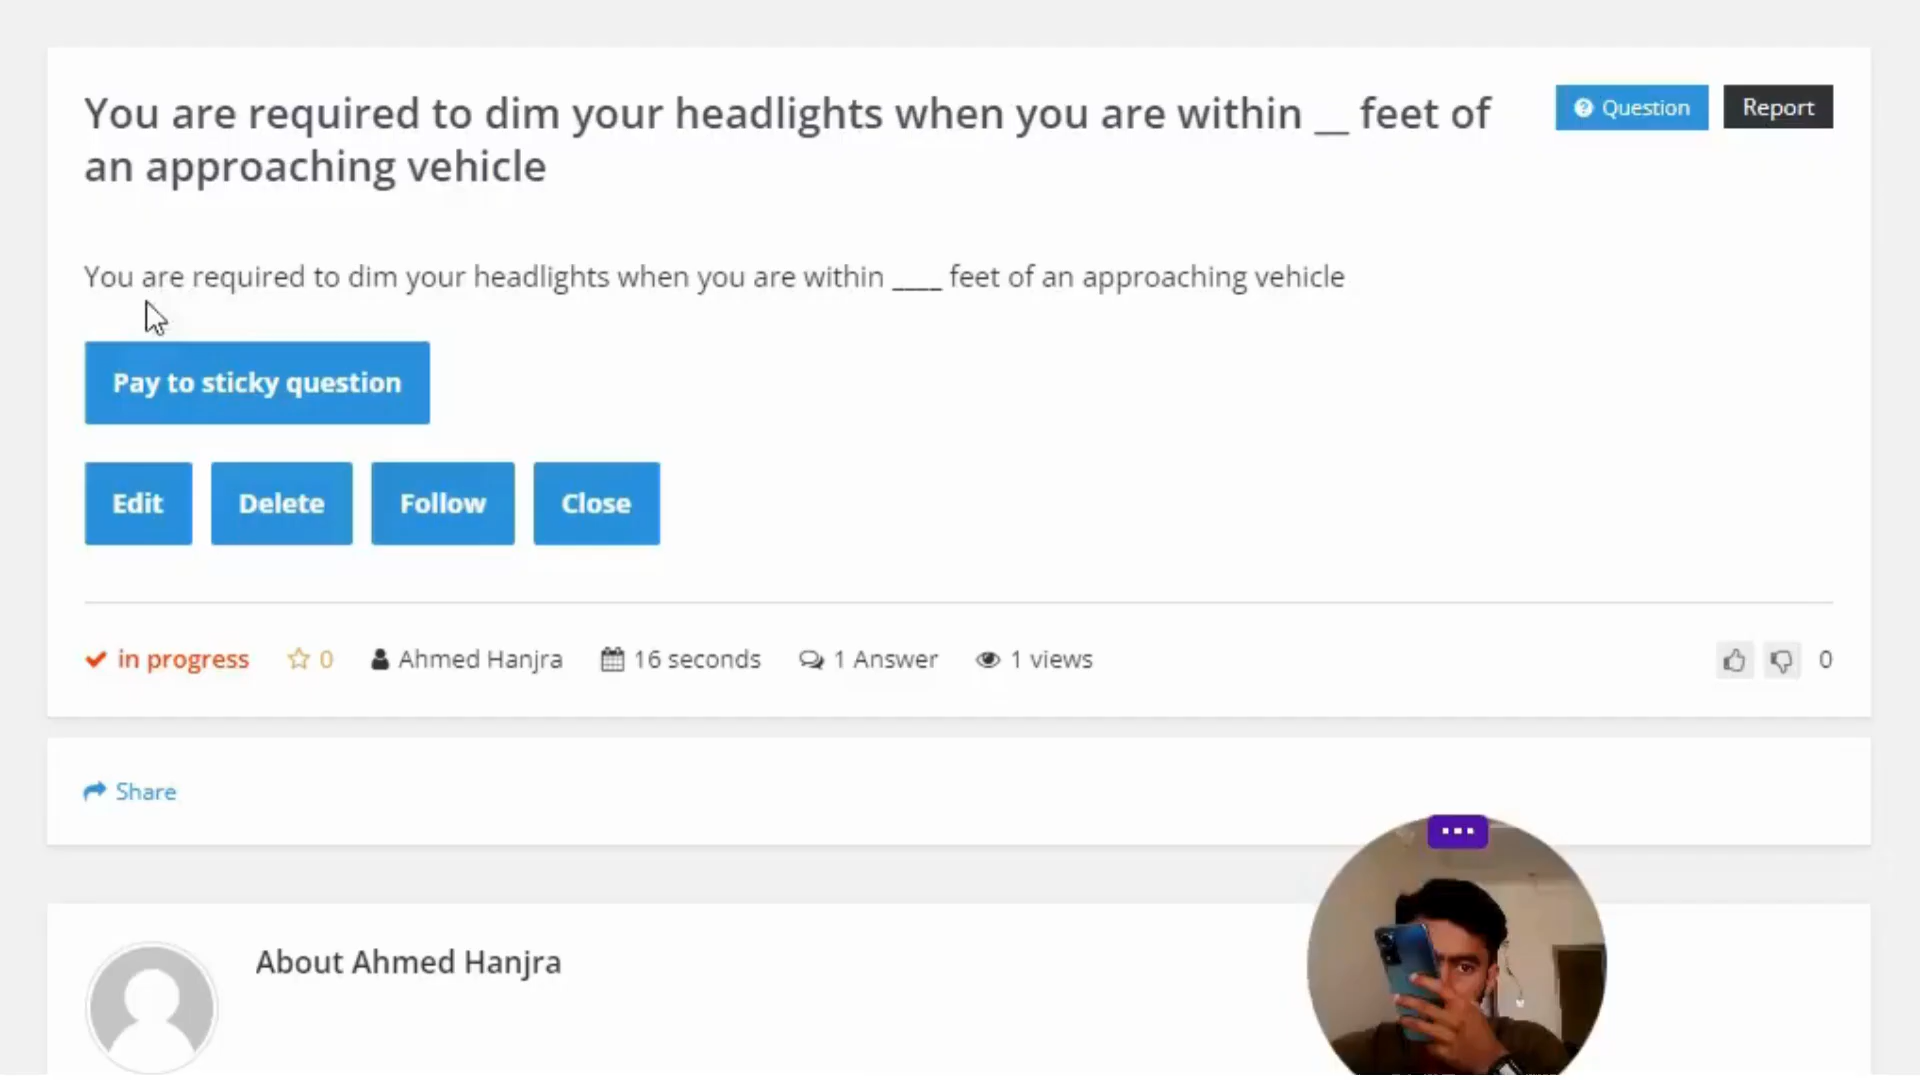 You are required to dim your headlights when you are within __ feet of
an approaching vehicle
Question
Report
You are required to dim your headlights when you are within ____ feet of an approaching vehicle
Pay to sticky question
Edit
Delete
Follow
Close
in progress
0
Ahmed Hanjra
16 seconds
1 Answer
1 views
0
Share
About Ahmed Hanjra